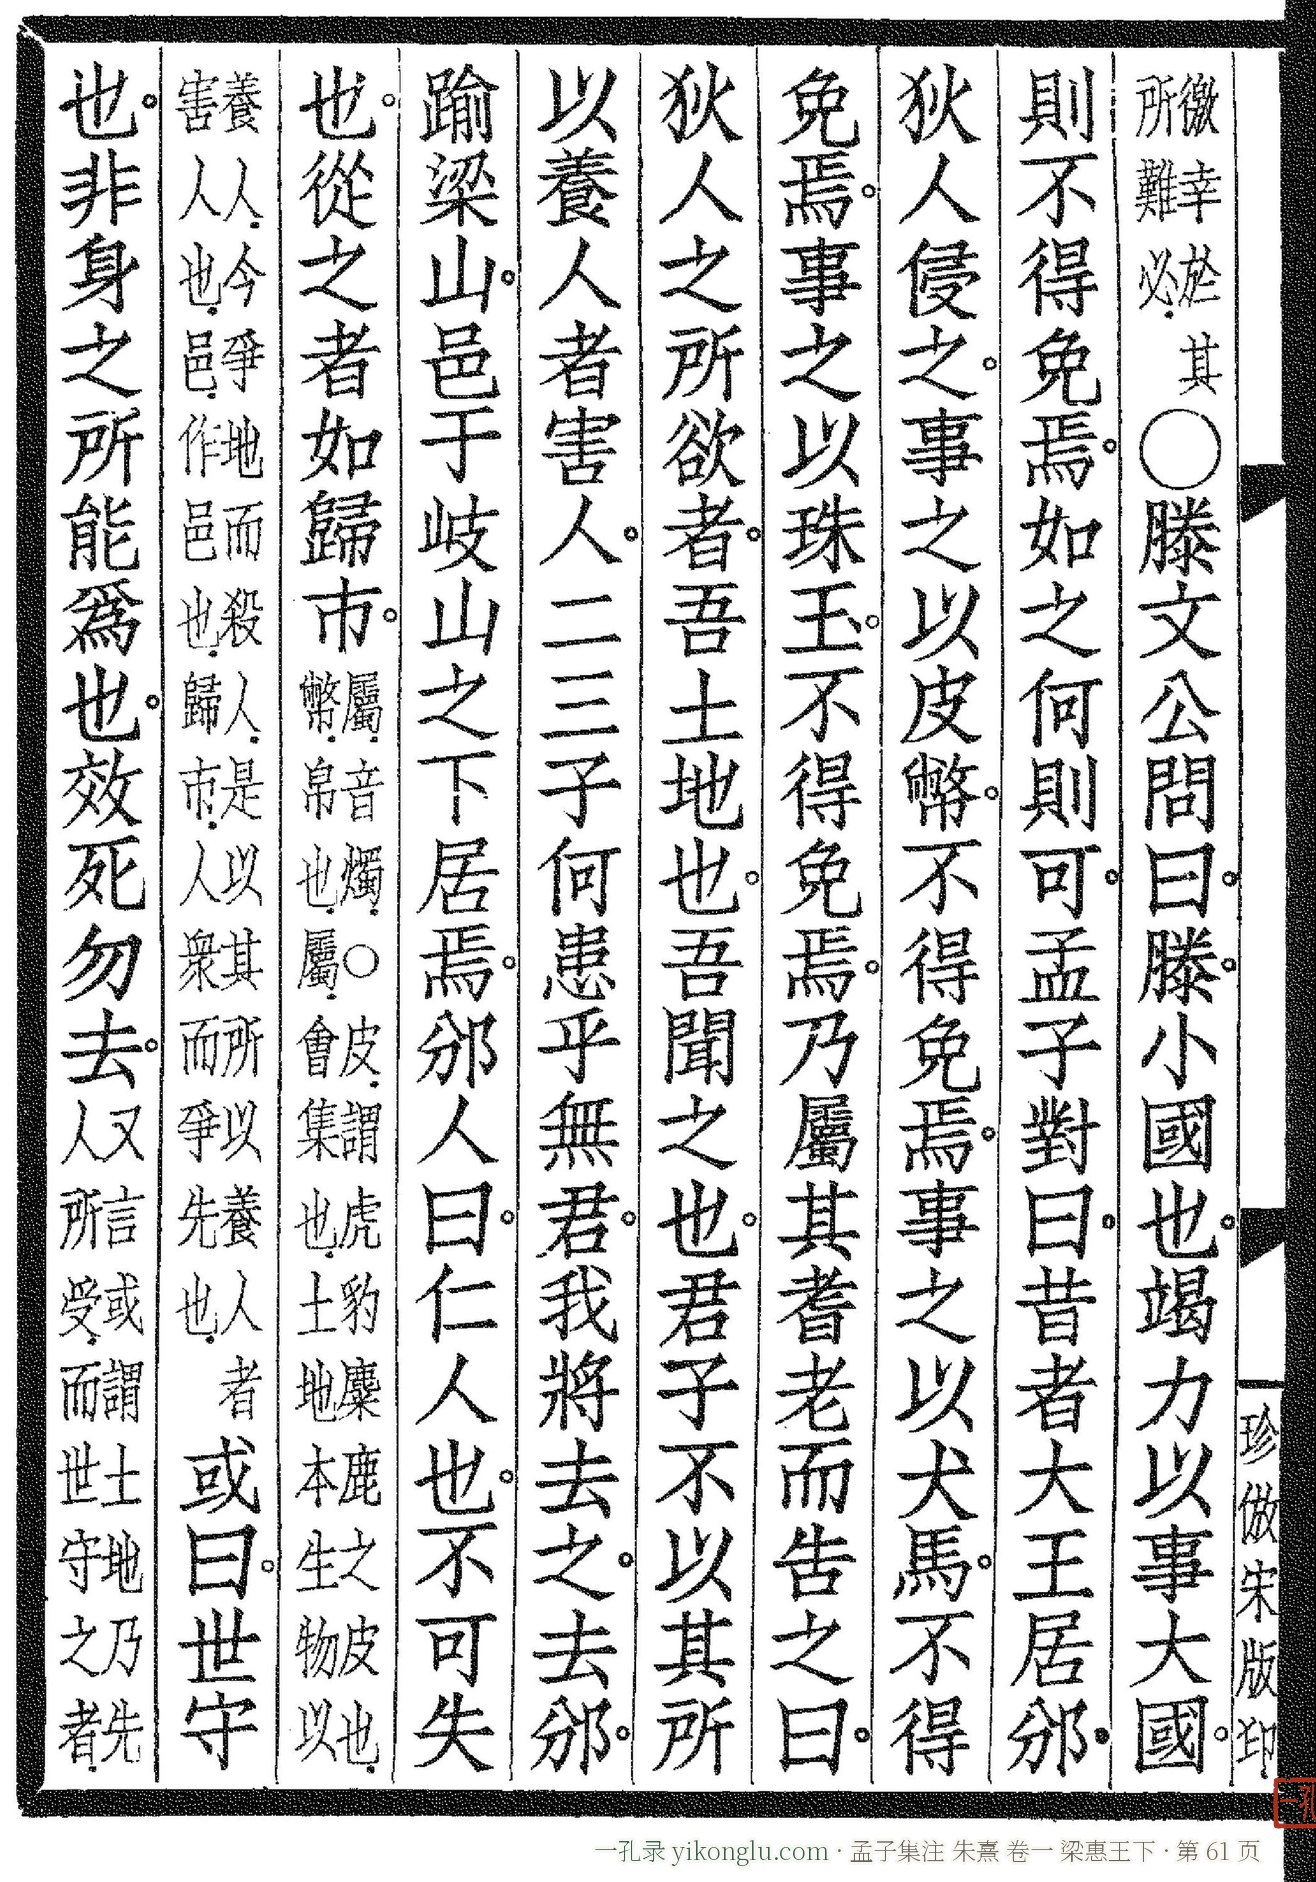 徼幸於其所難必○滕文公問曰滕小國也竭力以事大國
則不得免焉如之何則可孟子對曰昔者大王居邠
狄人侵之事之以皮幣不得免焉事之以犬馬不得
免焉事之以珠玉不得免焉乃屬其耆老而告之曰
狄人之所欲者吾土地也吾聞之也君子不以其所
以養人者害人二三子何患乎無君我將去之去邠
踰梁山邑于岐山之下居焉邠人曰仁人也不可失
也從之者如歸市屬音燭○皮謂虎豹麋鹿之皮也幣帛也屬會集也土地本生物以
養人今爭地而殺人是以其所以養人者害人也邑作邑也歸市人衆而爭先也或曰世守
也非身之所能爲也效死勿去又言或謂土地乃先人所受而世守之者
珍倣宋版印
一孔
一孔录 yikonglu.com · 孟子集注 朱熹 卷一 梁惠王下 · 第 61 页